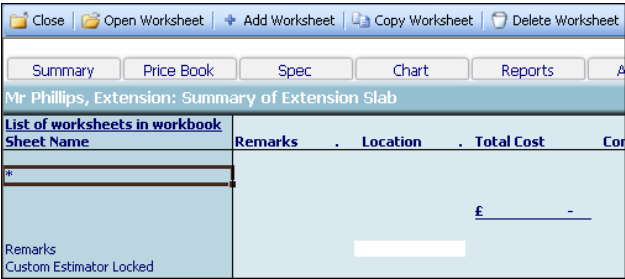 Close Open Worksheet Add Worksheet Copy Worksheet Delete Worksheet
Summary Price Book Spec Chart Reports A
Mr Phillips, Extension: Summary of Extension Slab
List of worksheets in workbook
Sheet Name Remarks . Location . Total Cost Con
*
£ -
Remarks
Custom Estimator Locked